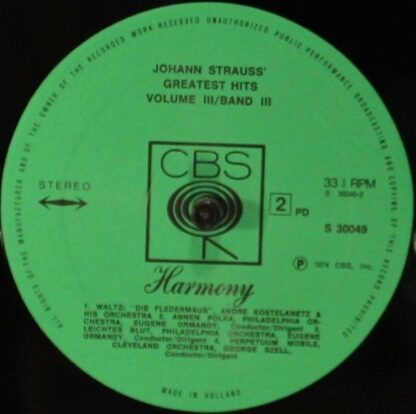 ALL RIGHTS OF THE MANUFACTURER AND OF THE OWNER OF THE RECORDED WORK RESERVED. UNAUTHORIZED PUBLIC PERFORMANCE BROADCASTING AND COPYING OF THIS RECORD PROHIBITED
JOHANN STRAUSS'
GREATEST HITS
VOLUME III/BAND III
CBS
STEREO
2 PD
33⅓ RPM
S 30049-2
S 30049
Harmony
Ⓟ 1974 CBS, Inc.
1. WALTZ: "DIE FLEDERMAUS", ANDRE KOSTELANETZ &
HIS ORCHESTRA 2. ANNEN POLKA, PHILADELPHIA OR-
CHESTRA, EUGENE ORMANDY, Conductor/Dirigent 3.
LEICHTES BLUT, PHILADELPHIA ORCHESTRA, EUGENE
ORMANDY, Conductor/Dirigent 4. PERPETUUM MOBILE,
CLEVELAND ORCHESTRA, GEORGE SZELL,
Conductor/Dirigent
MADE IN HOLLAND